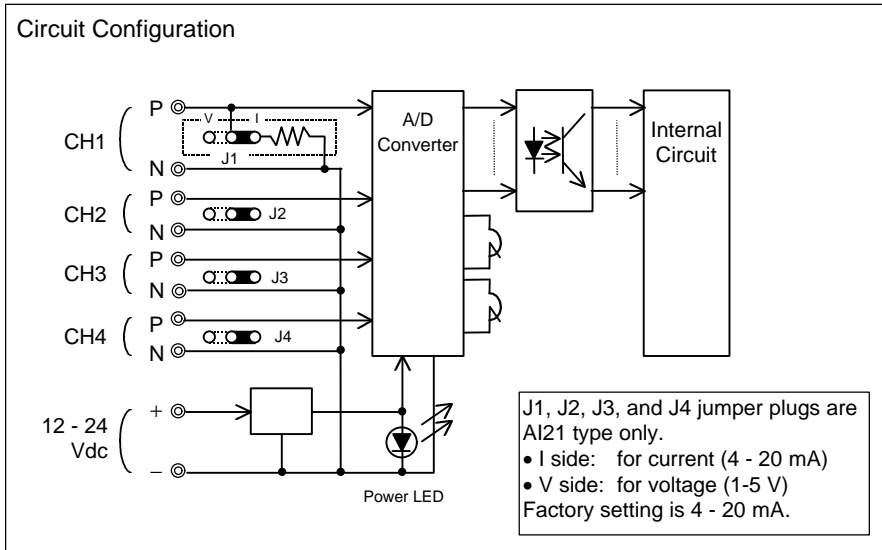 Circuit Configuration
P
V I
J1
CH1
N
A/D
Converter
Internal
Circuit
P
CH2
J2
N
P
CH3
J3
N
P
CH4
J4
N
+
12 - 24
Vdc
−
Power LED
J1, J2, J3, and J4 jumper plugs are
AI21 type only.
• I side: for current (4 - 20 mA)
• V side: for voltage (1-5 V)
Factory setting is 4 - 20 mA.